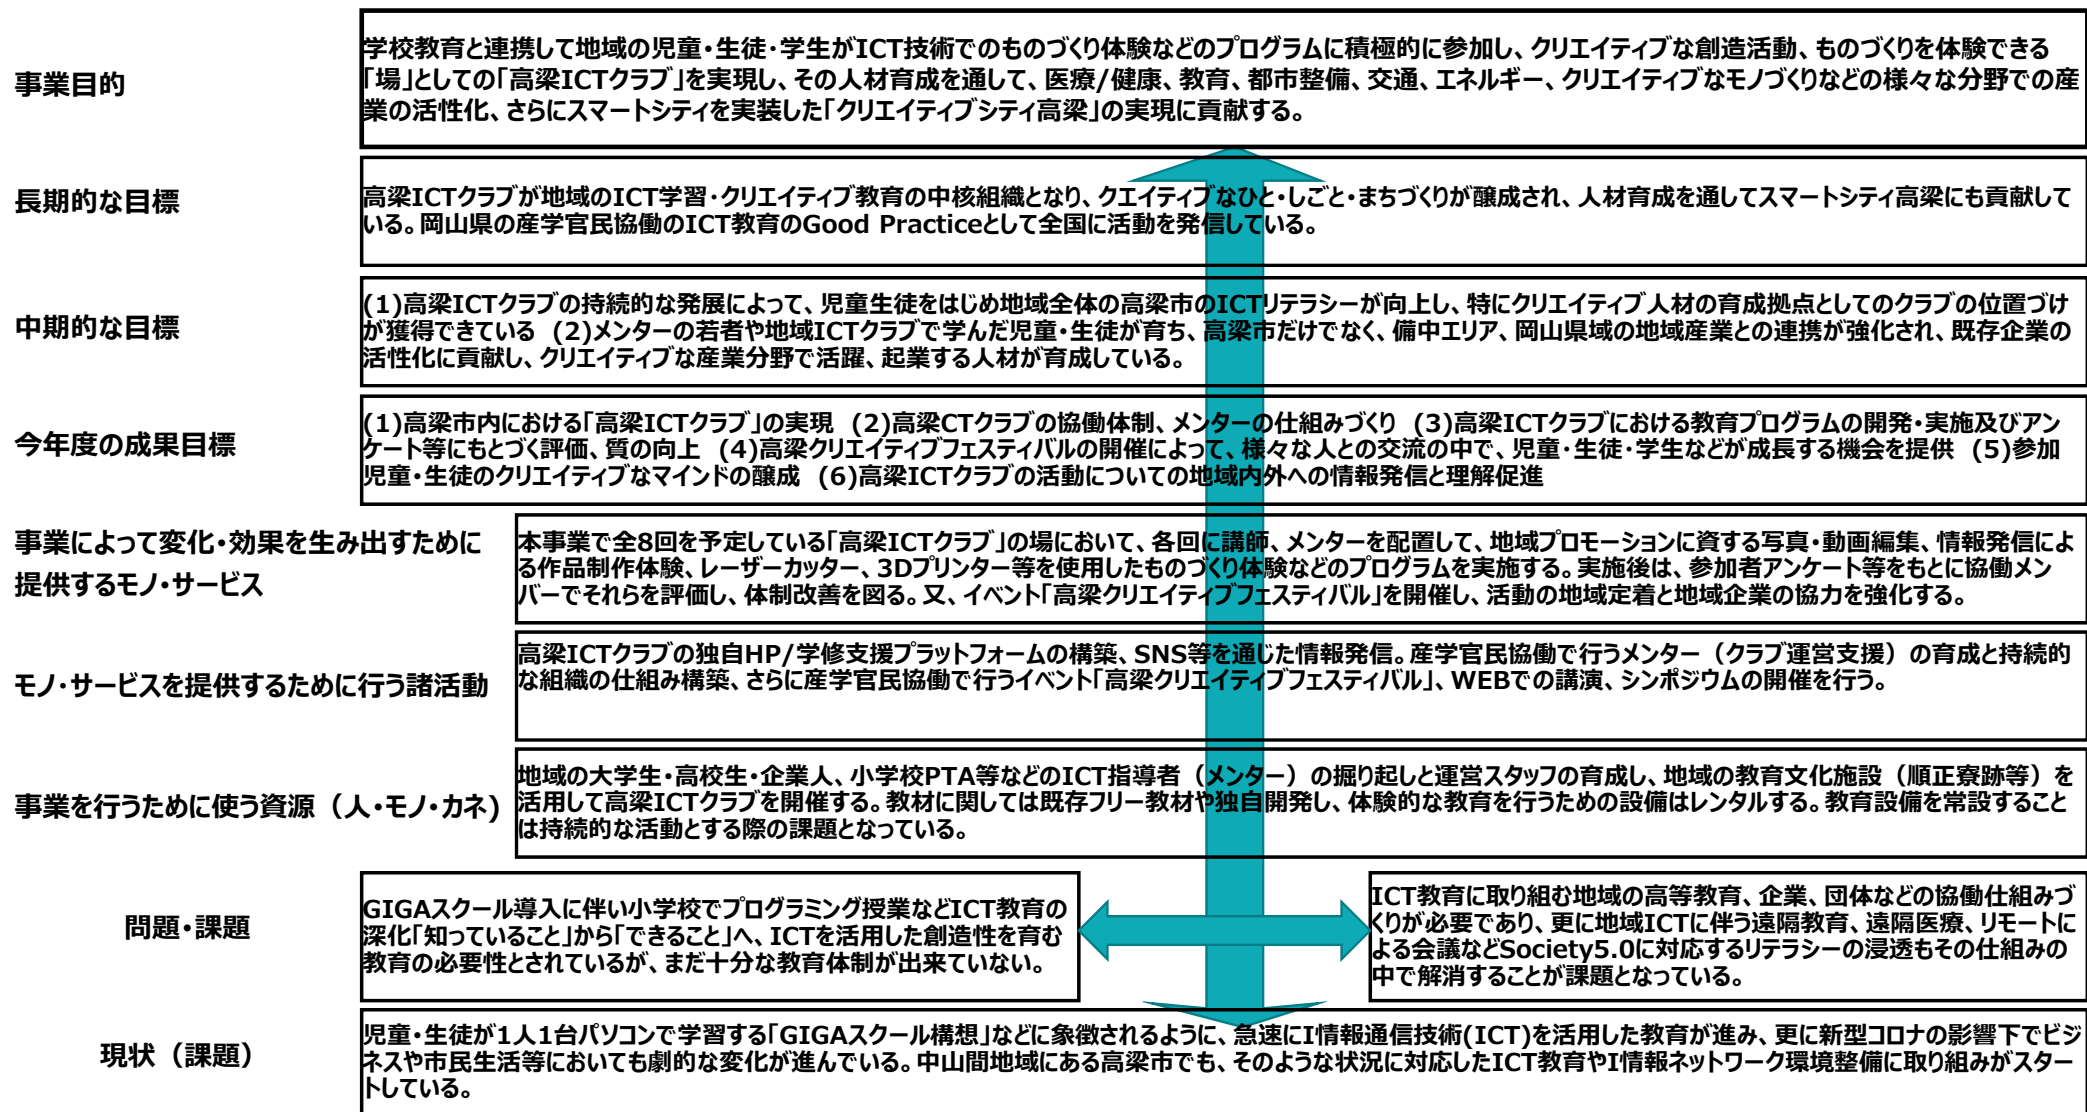 事業目的
学校教育と連携して地域の児童・生徒・学生がICT技術でのものづくり体験などのプログラムに積極的に参加し、クリエイティブな創造活動、ものづくりを体験できる
「場」としての「高梁ICTクラブ」を実現し、その人材育成を通して、医療/健康、教育、都市整備、交通、エネルギー、クリエイティブなモノづくりなどの様々な分野での産
業の活性化、さらにスマートシティを実装した「クリエイティブシティ高梁」の実現に貢献する。
長期的な目標
高梁ICTクラブが地域のICT学習・クリエイティブ教育の中核組織となり、クエイティブなひと・しごと・まちづくりが醸成され、人材育成を通してスマートシティ高梁にも貢献して
いる。岡山県の産学官民協働のICT教育のGood Practiceとして全国に活動を発信している。
中期的な目標
(1)高梁ICTクラブの持続的な発展によって、児童生徒をはじめ地域全体の高梁市のICTリテラシーが向上し、特にクリエイティブ人材の育成拠点としてのクラブの位置づけ
が獲得できている (2)メンターの若者や地域ICTクラブで学んだ児童・生徒が育ち、高梁市だけでなく、備中エリア、岡山県域の地域産業との連携が強化され、既存企業の
活性化に貢献し、クリエイティブな産業分野で活躍、起業する人材が育成している。
今年度の成果目標
(1)高梁市内における「高梁ICTクラブ」の実現 (2)高梁CTクラブの協働体制、メンターの仕組みづくり (3)高梁ICTクラブにおける教育プログラムの開発・実施及びアン
ケート等にもとづく評価、質の向上 (4)高梁クリエイティブフェスティバルの開催によって、様々な人との交流の中で、児童・生徒・学生などが成長する機会を提供 (5)参加
児童・生徒のクリエイティブなマインドの醸成 (6)高梁ICTクラブの活動についての地域内外への情報発信と理解促進
事業によって変化・効果を生み出すために
提供するモノ・サービス
本事業で全8回を予定している「高梁ICTクラブ」の場において、各回に講師、メンターを配置して、地域プロモーションに資する写真・動画編集、情報発信によ
る作品制作体験、レーザーカッター、3Dプリンター等を使用したものづくり体験などのプログラムを実施する。実施後は、参加者アンケート等をもとに協働メン
バーでそれらを評価し、体制改善を図る。又、イベント「高梁クリエイティブフェスティバル」を開催し、活動の地域定着と地域企業の協力を強化する。
モノ・サービスを提供するために行う諸活動
高梁ICTクラブの独自HP/学修支援プラットフォームの構築、SNS等を通じた情報発信。産学官民協働で行うメンター（クラブ運営支援）の育成と持続的
な組織の仕組み構築、さらに産学官民協働で行うイベント「高梁クリエイティブフェスティバル」、WEBでの講演、シンポジウムの開催を行う。
事業を行うために使う資源（人・モノ・カネ)
地域の大学生・高校生・企業人、小学校PTA等などのICT指導者（メンター）の掘り起しと運営スタッフの育成し、地域の教育文化施設（順正寮跡等）を
活用して高梁ICTクラブを開催する。教材に関しては既存フリー教材や独自開発し、体験的な教育を行うための設備はレンタルする。教育設備を常設すること
は持続的な活動とする際の課題となっている。
問題・課題
GIGAスクール導入に伴い小学校でプログラミング授業などICT教育の
深化「知っていること」から「できること」へ、ICTを活用した創造性を育む
教育の必要性とされているが、まだ十分な教育体制が出来ていない。
ICT教育に取り組む地域の高等教育、企業、団体などの協働仕組みづ
くりが必要であり、更に地域ICTに伴う遠隔教育、遠隔医療、リモートに
よる会議などSociety5.0に対応するリテラシーの浸透もその仕組みの
中で解消することが課題となっている。
現状（課題）
児童・生徒が1人1台パソコンで学習する「GIGAスクール構想」などに象徴されるように、急速にI情報通信技術(ICT)を活用した教育が進み、更に新型コロナの影響下でビジ
ネスや市民生活等においても劇的な変化が進んでいる。中山間地域にある高梁市でも、そのような状況に対応したICT教育やI情報ネットワーク環境整備に取り組みがスター
トしている。